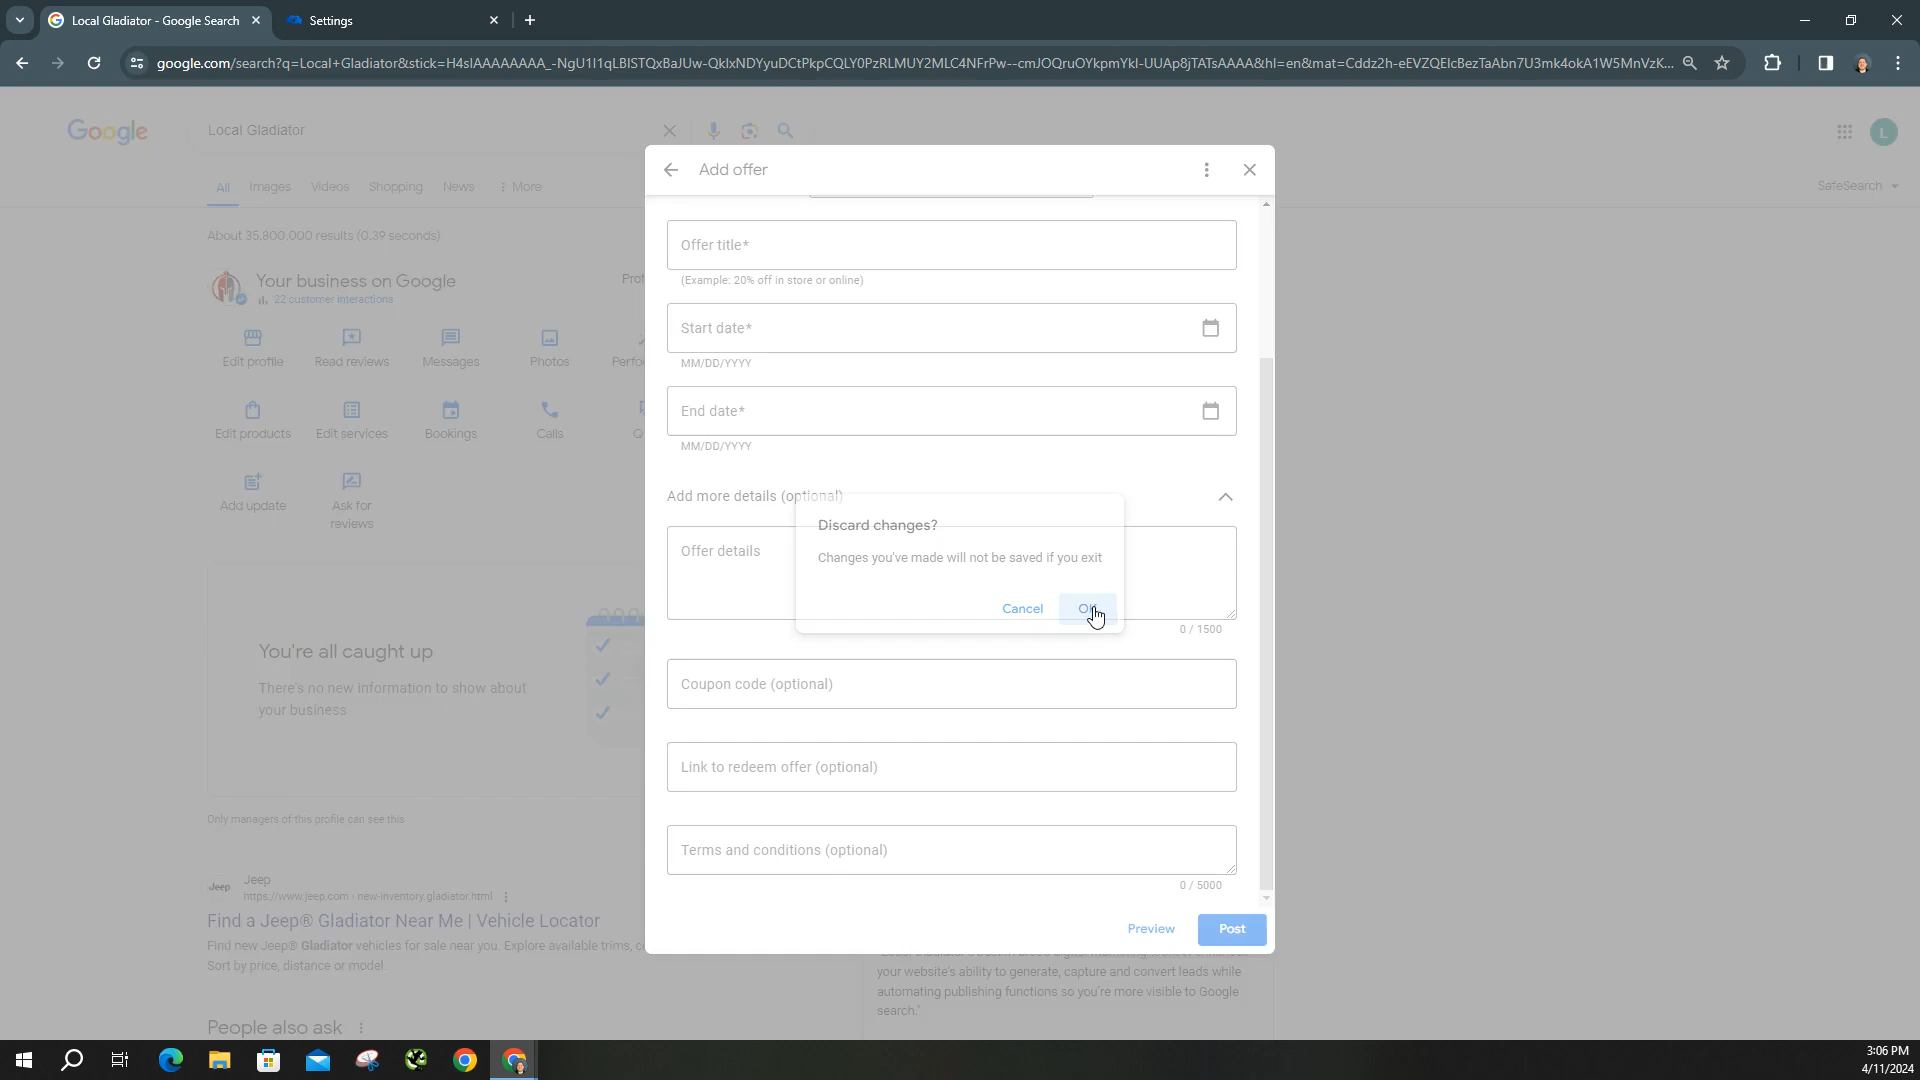 Local Gladiator - Google Search
Settings
google.com/search?q=Local+Gladiator&stick=H4sIAAAAAAAA_-NgU1I1qLBISTQxBaJUw-QkIxNDYyuDCtPkpCQLY0PzRLMUY2MLC4NFrPw--cmJOQruOYkpmYkl-UUAp8jTATsAAAA&hl=en&mat=Cddz2h-eEVZQElcBezTaAbn7U3mk4okA1W5MnVzK...
Google
Local Gladiator
L
All
Images
Videos
Shopping
News
More
SafeSearch
About 35,800,000 results (0.39 seconds)
Your business on Google
22 customer interactions
Edit profile
Read reviews
Messages
Photos
Edit products
Edit services
Bookings
Calls
Add update
Ask for
reviews
You're all caught up
There's no new information to show about
your business
Only managers of this profile can see this
Jeep
Jeep
https://www.jeep.com › new-inventory.gladiator.html
Find a Jeep® Gladiator Near Me | Vehicle Locator
Find new Jeep® Gladiator vehicles for sale near you. Explore available trims,
Sort by price, distance or model
People also ask
Add offer
Offer title*
(Example: 20% off in store or online)
Start date*
MM/DD/YYYY
End date*
MM/DD/YYYY
Add more details (optional)
Offer details
0 / 1500
Discard changes?
Changes you've made will not be saved if you exit
Cancel
OK
Coupon code (optional)
Link to redeem offer (optional)
Terms and conditions (optional)
0 / 5000
Preview
Post
your website's ability to generate, capture and convert leads while
automating publishing functions so you're more visible to Google
search."
3:06 PM
4/11/2024